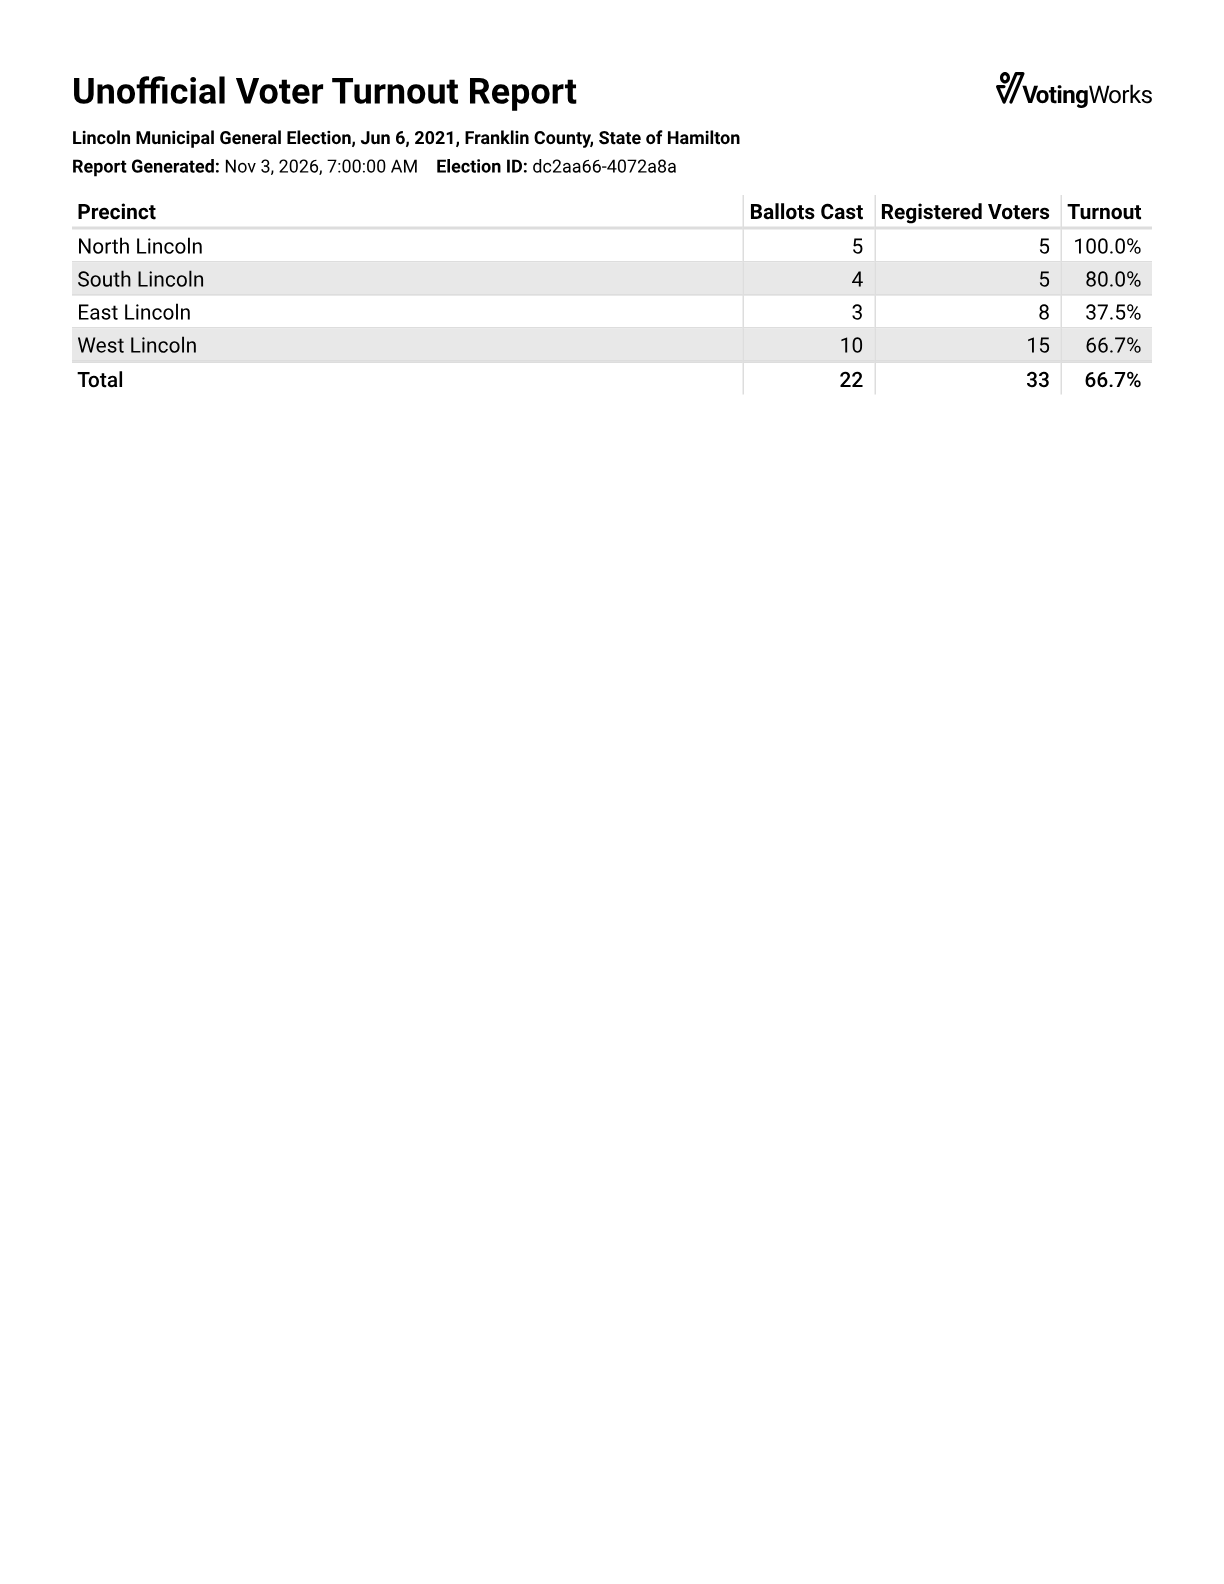 Unofficial Voter Turnout Report
VotingWorks
Lincoln Municipal General Election, Jun 6, 2021, Franklin County, State of Hamilton
Report Generated: Nov 3, 2026, 7:00:00 AM Election ID: dc2aa66-4072a8a
Precinct Ballots Cast Registered Voters Turnout
North Lincoln 5 5 100.0%
South Lincoln 4 5 80.0%
East Lincoln 3 8 37.5%
West Lincoln 10 15 66.7%
Total 22 33 66.7%